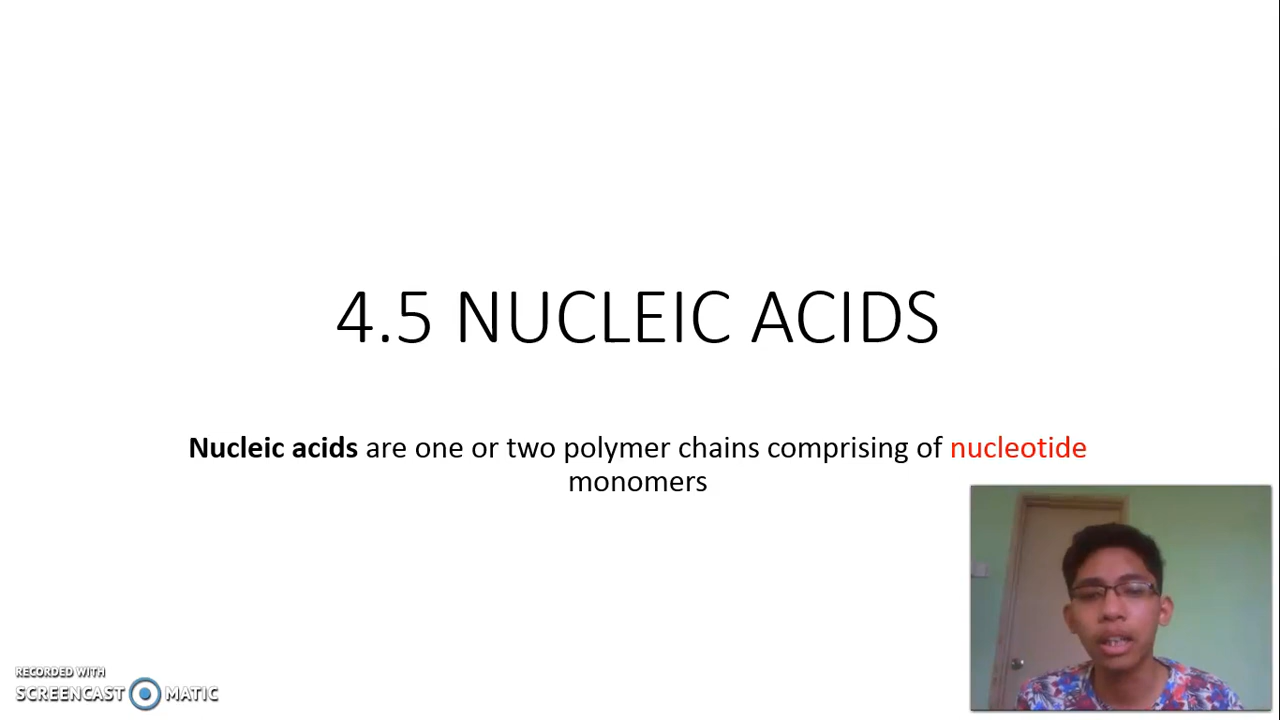 4.5 NUCLEIC ACIDS
Nucleic acids are one or two polymer chains comprising of nucleotide
monomers
RECORDED WITH
SCREENCAST MATIC